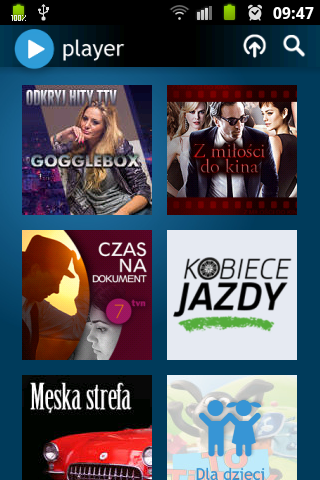 100%
09:47
player
ODKRYJ HITY TTV
GOGGLEBOX
Z miłości
do kina
CZAS
NA
DOKUMENT
7 tvn
KOBIECE
JAZDY
Męska strefa
Dla dzieci